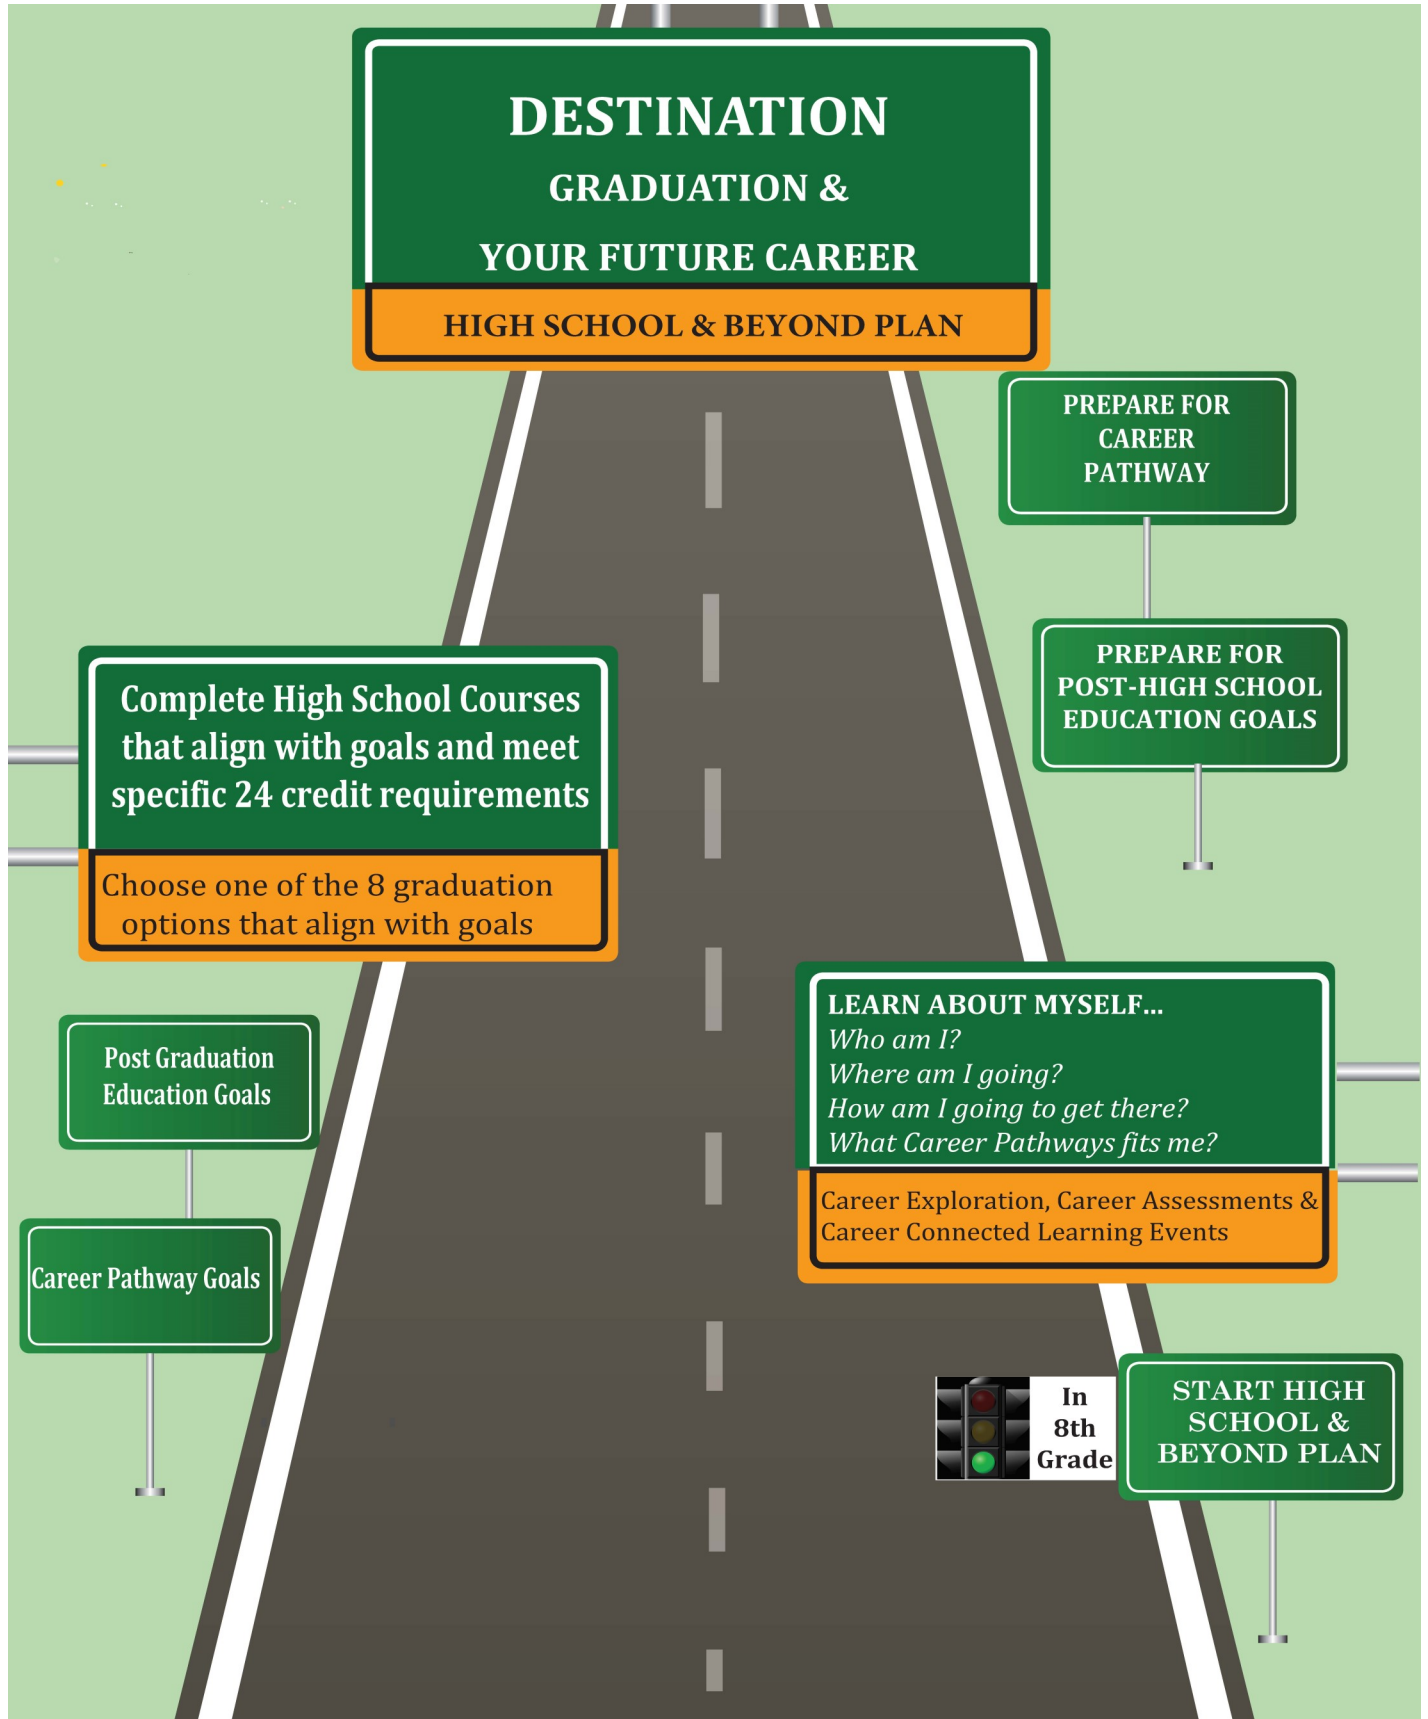 DESTINATION
GRADUATION &
YOUR FUTURE CAREER
HIGH SCHOOL & BEYOND PLAN
PREPARE FOR
CAREER
PATHWAY
PREPARE FOR
POST-HIGH SCHOOL
EDUCATION GOALS
Complete High School Courses
that align with goals and meet
specific 24 credit requirements
Choose one of the 8 graduation
options that align with goals
LEARN ABOUT MYSELF...
Who am I?
Where am I going?
How am I going to get there?
What Career Pathways fits me?
Career Exploration, Career Assessments &
Career Connected Learning Events
Post Graduation
Education Goals
Career Pathway Goals
In
8th
Grade
START HIGH
SCHOOL &
BEYOND PLAN